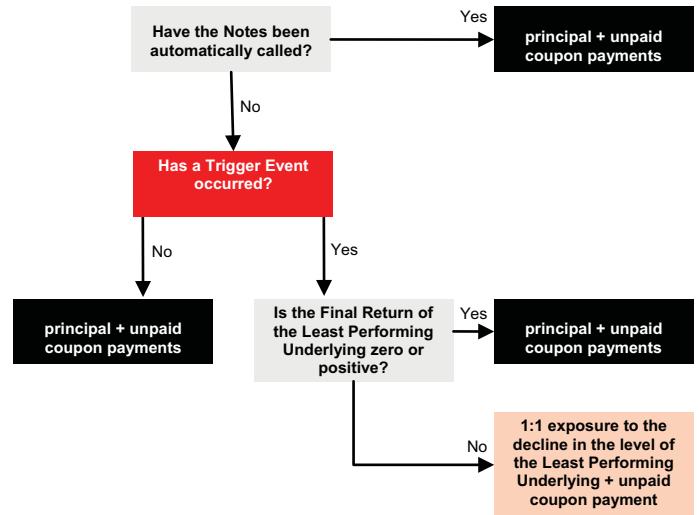 Have the Notes been
automatically called?
Yes
principal + unpaid
coupon payments
No
Has a Trigger Event
occurred?
No
Yes
principal + unpaid
coupon payments
Is the Final Return of
the Least Performing
Underlying zero or
positive?
Yes
principal + unpaid
coupon payments
No
1:1 exposure to the
decline in the level of
the Least Performing
Underlying + unpaid
coupon payment